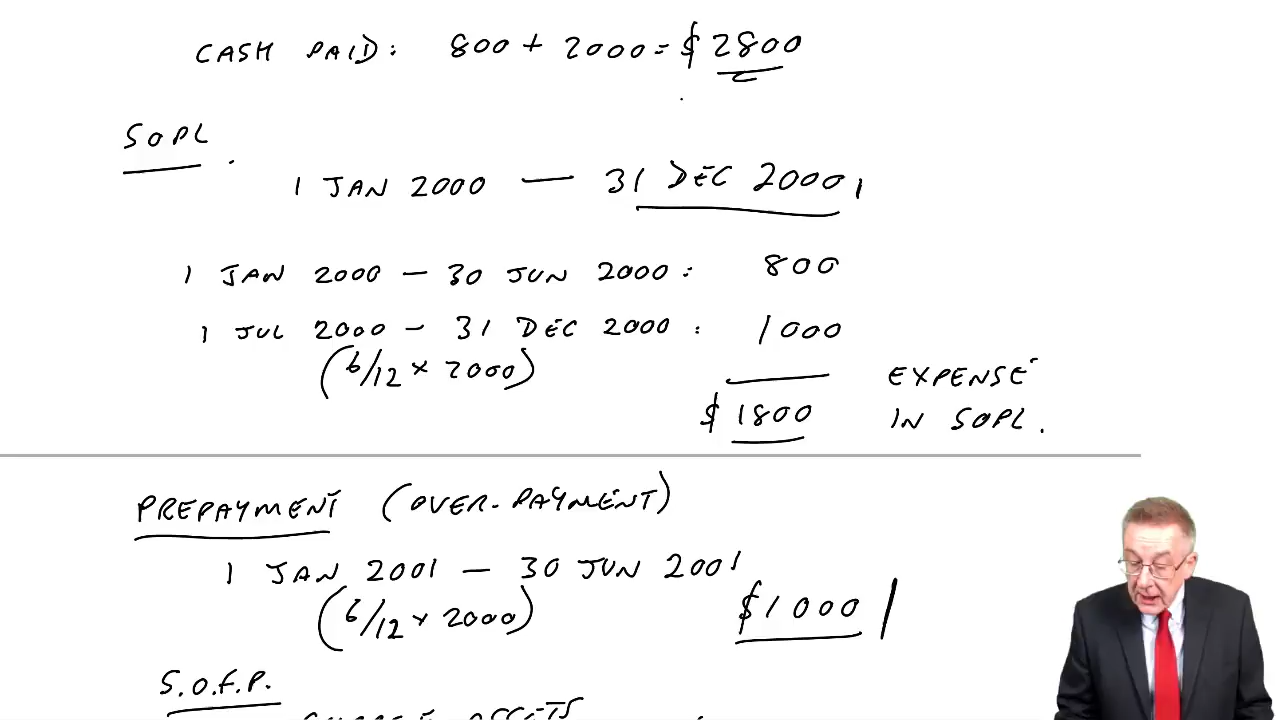 CASH PAID: 800 + 2000 = $2800
SOPL.
1 JAN 2000 — 31 DEC 2000,
1 JAN 2000 – 30 JUN 2000: 800
1 JUL 2000 – 31 DEC 2000: 1000
(6/12 × 2000)
EXPENSE
$1800 IN SOPL.
PREPAYMENT (OVER-PAYMENT)
1 JAN 2001 — 30 JUN 2001
(6/12 × 2000) $1000
S.O.F.P.